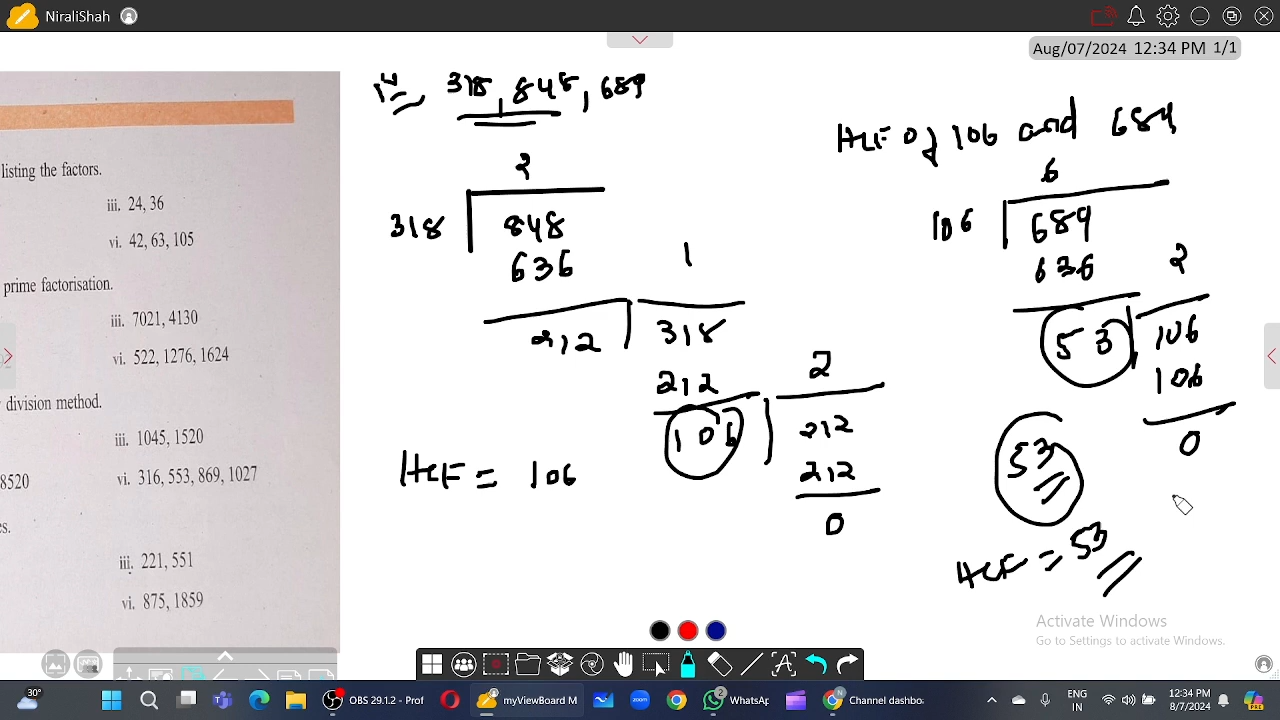 NiraliShah
Aug/07/2024 12:34 PM 1/1
listing the factors.
iii. 24, 36
vi. 42, 63, 105
prime factorisation.
iii. 7021, 4130
vi. 522, 1276, 1624
division method.
iii. 1045, 1520
8520
vi. 316, 553, 869, 1027
es.
iii. 221, 551
vi. 875, 1859
318, 848, 689
2
318 848
636
1
212 318
212
2
106 212
212
0
HCF = 106
HCF of 106 and 689
6
106 689
636
2
53 106
106
0
53
HCF = 53
Activate Windows
Go to Settings to activate Windows.
30°
OBS 29.1.2 - Prof
myViewBoard M
zoom
2
WhatsAp
Channel dashbo
ENG
IN
12:34 PM
8/7/2024